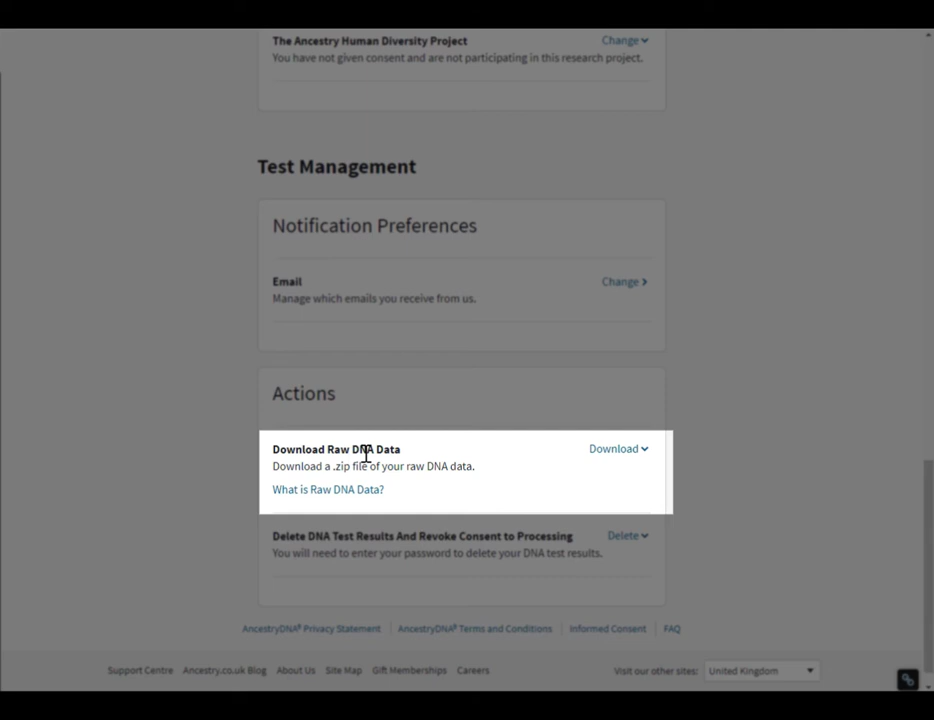 The Ancestry Human Diversity Project Change
You have not given consent and are not participating in this research project.
Test Management
Notification Preferences
Email Change
Manage which emails you receive from us.
Actions
Download Raw DNA Data Download
Download a .zip file of your raw DNA data.
What is Raw DNA Data?
Delete DNA Test Results And Revoke Consent to Processing Delete
You will need to enter your password to delete your DNA test results.
AncestryDNA® Privacy Statement AncestryDNA® Terms and Conditions Informed Consent FAQ
Support Centre Ancestry.co.uk Blog About Us Site Map Gift Memberships Careers Visit our other sites: United Kingdom